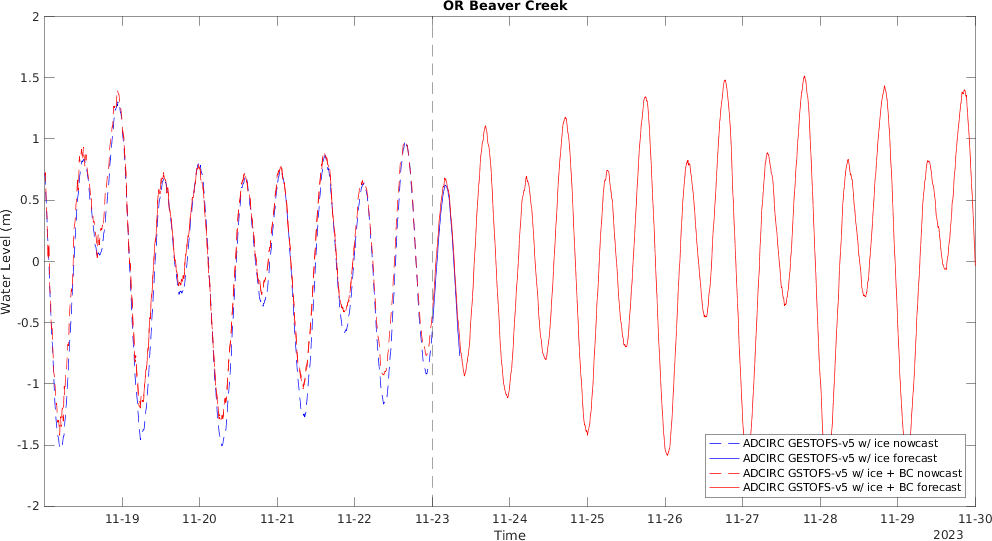 OR Beaver Creek
2
1.5
1
0.5
0
-0.5
-1
-1.5
-2
Water Level (m)
ADCIRC GESTOFS-v5 w/ ice nowcast
ADCIRC GESTOFS-v5 w/ ice forecast
ADCIRC GSTOFS-v5 w/ ice + BC nowcast
ADCIRC GSTOFS-v5 w/ ice + BC forecast
11-19 11-20 11-21 11-22 11-23 11-24 11-25 11-26 11-27 11-28 11-29 11-30
Time
2023